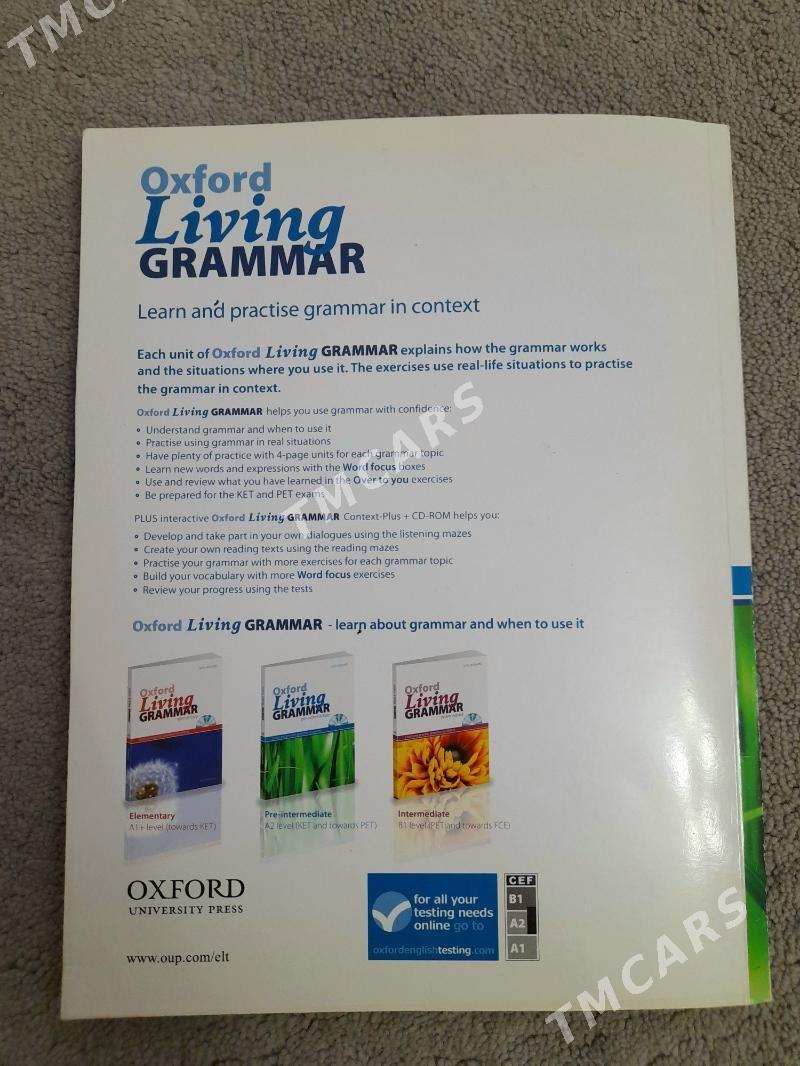 TMCARS
Oxford
Living
GRAMMAR
Learn and practise grammar in context
Each unit of Oxford Living GRAMMAR explains how the grammar works
and the situations where you use it. The exercises use real-life situations to practise
the grammar in context.
Oxford Living GRAMMAR helps you use grammar with confidence:
• Understand grammar and when to use it
• Practise using grammar in real situations
• Have plenty of practice with 4-page units for each grammar topic
• Learn new words and expressions with the Word focus boxes
• Use and review what you have learned in the Over to you exercises
• Be prepared for the KET and PET exams
TMCARS
PLUS interactive Oxford Living GRAMMAR Context-Plus + CD-ROM helps you:
• Develop and take part in your own dialogues using the listening mazes
• Create your own reading texts using the reading mazes
• Practise your grammar with more exercises for each grammar topic
• Build your vocabulary with more Word focus exercises
• Review your progress using the tests
Oxford Living GRAMMAR - learn about grammar and when to use it
Oxford Living GRAMMAR
Oxford Living GRAMMAR
Oxford Living GRAMMAR
Elementary
A1+ level (towards KET)
Pre-intermediate
A2 level (KET and towards PET)
Intermediate
B1 level (PET and towards FCE)
OXFORD
UNIVERSITY PRESS
www.oup.com/elt
for all your
testing needs
online go to
oxfordenglishtesting.com
CEF
B1
A2
A1
TMCARS